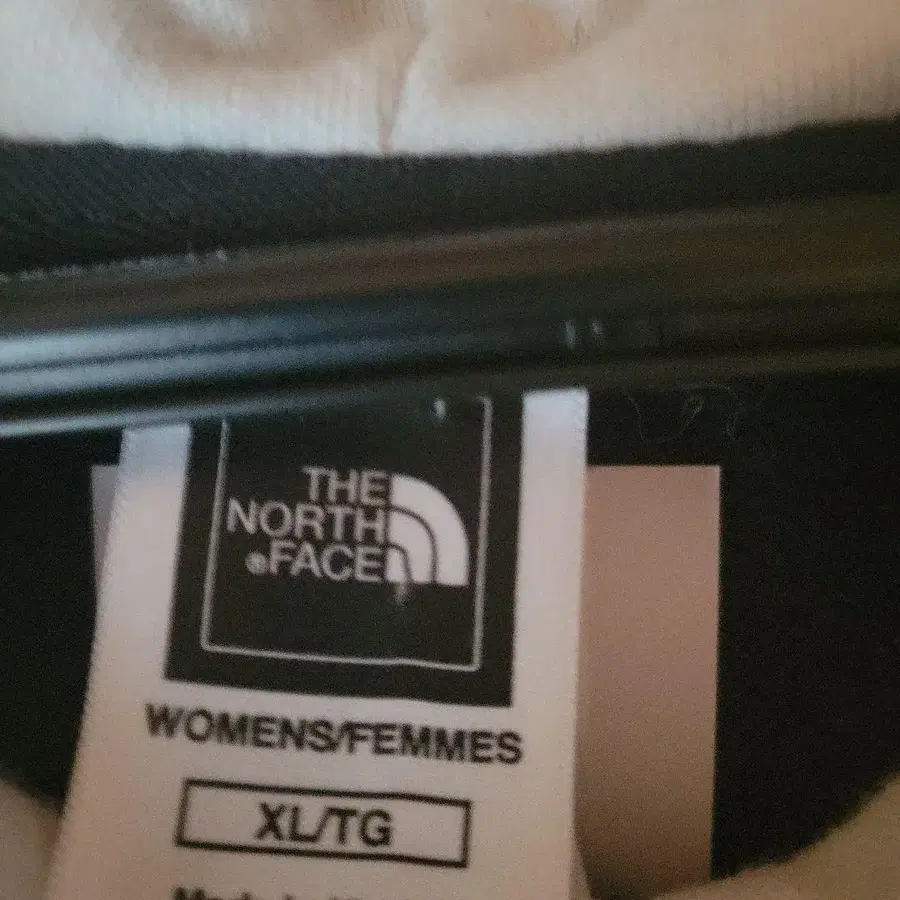 THE
NORTH
®FACE
WOMENS/FEMMES
XL/TG